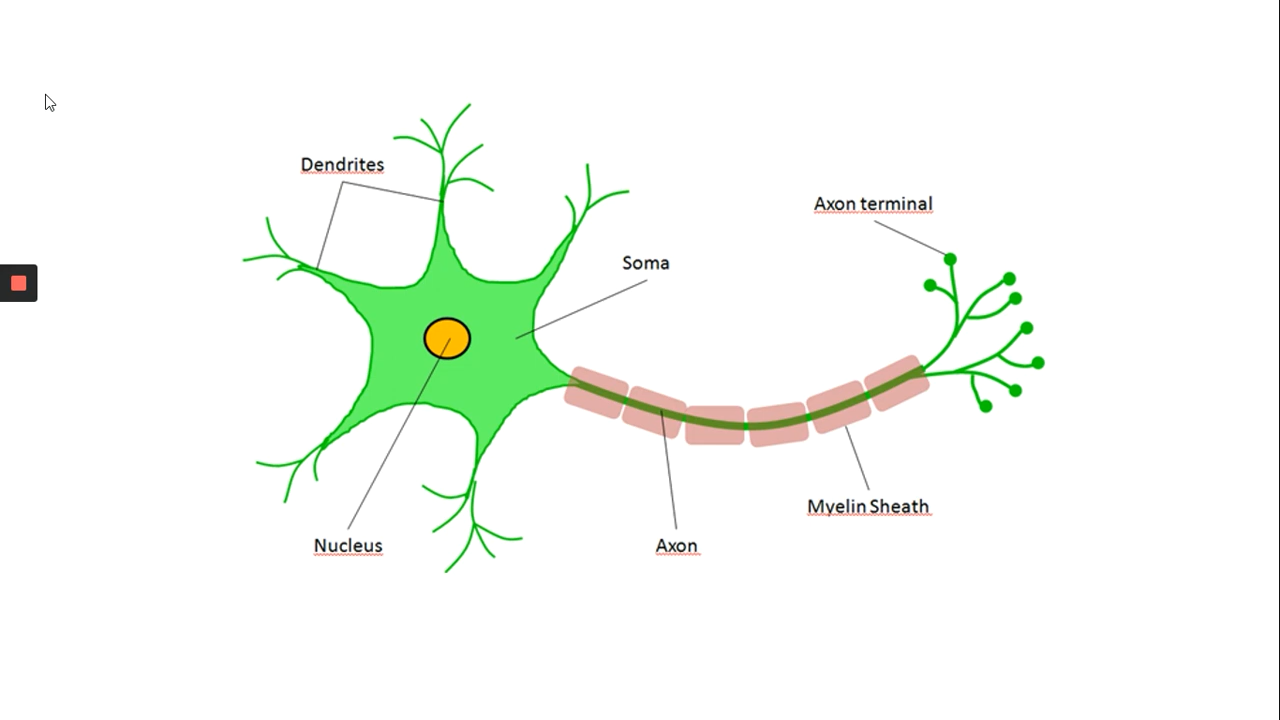 Dendrites
Axon terminal
Soma
Myelin Sheath
Nucleus
Axon